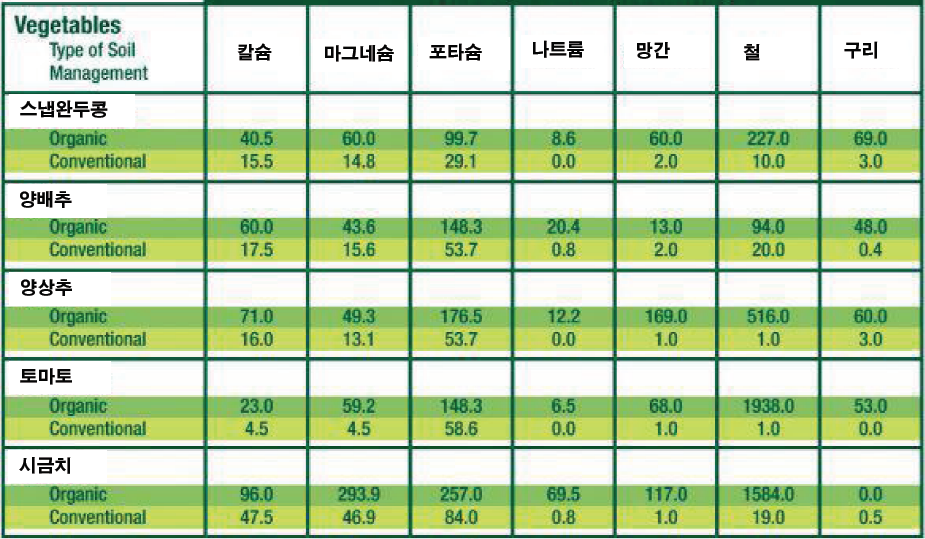 Vegetables
Type of Soil
Management
칼슘 마그네슘 포타슘 나트륨 망간 철 구리
스냅완두콩
Organic 40.5 60.0 99.7 8.6 60.0 227.0 69.0
Conventional 15.5 14.8 29.1 0.0 2.0 10.0 3.0
양배추
Organic 60.0 43.6 148.3 20.4 13.0 94.0 48.0
Conventional 17.5 15.6 53.7 0.8 2.0 20.0 0.4
양상추
Organic 71.0 49.3 176.5 12.2 169.0 516.0 60.0
Conventional 16.0 13.1 53.7 0.0 1.0 1.0 3.0
토마토
Organic 23.0 59.2 148.3 6.5 68.0 1938.0 53.0
Conventional 4.5 4.5 58.6 0.0 1.0 1.0 0.0
시금치
Organic 96.0 293.9 257.0 69.5 117.0 1584.0 0.0
Conventional 47.5 46.9 84.0 0.8 1.0 19.0 0.5